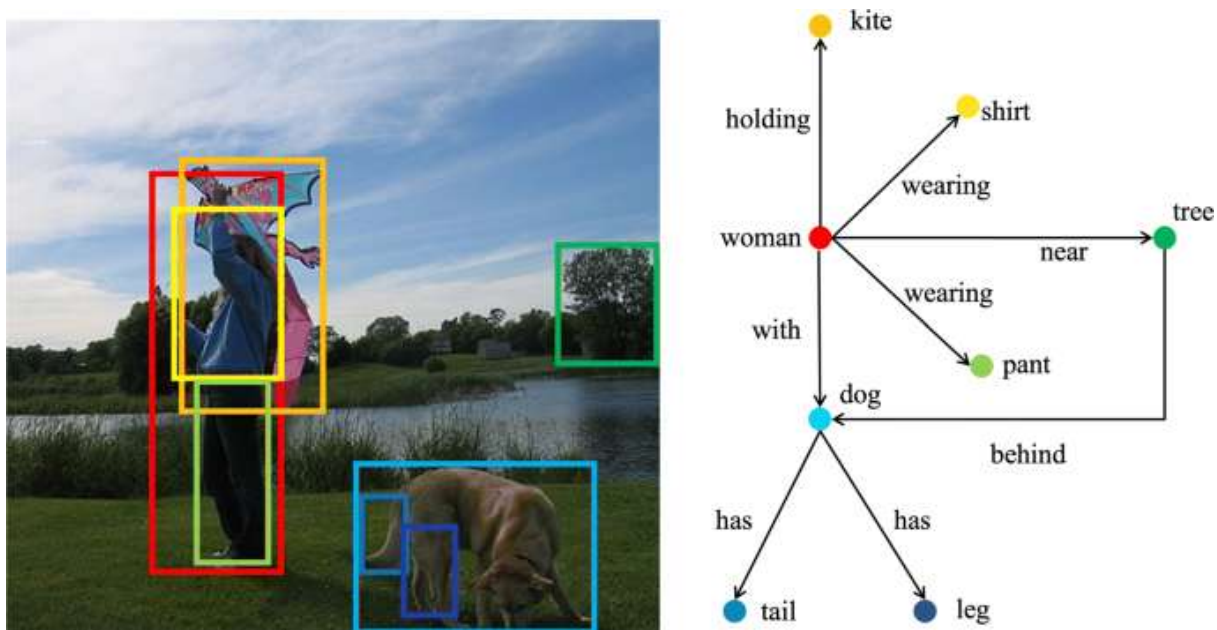 kite
holding
shirt
wearing
woman
tree
near
wearing
with
pant
dog
behind
has
has
tail
leg